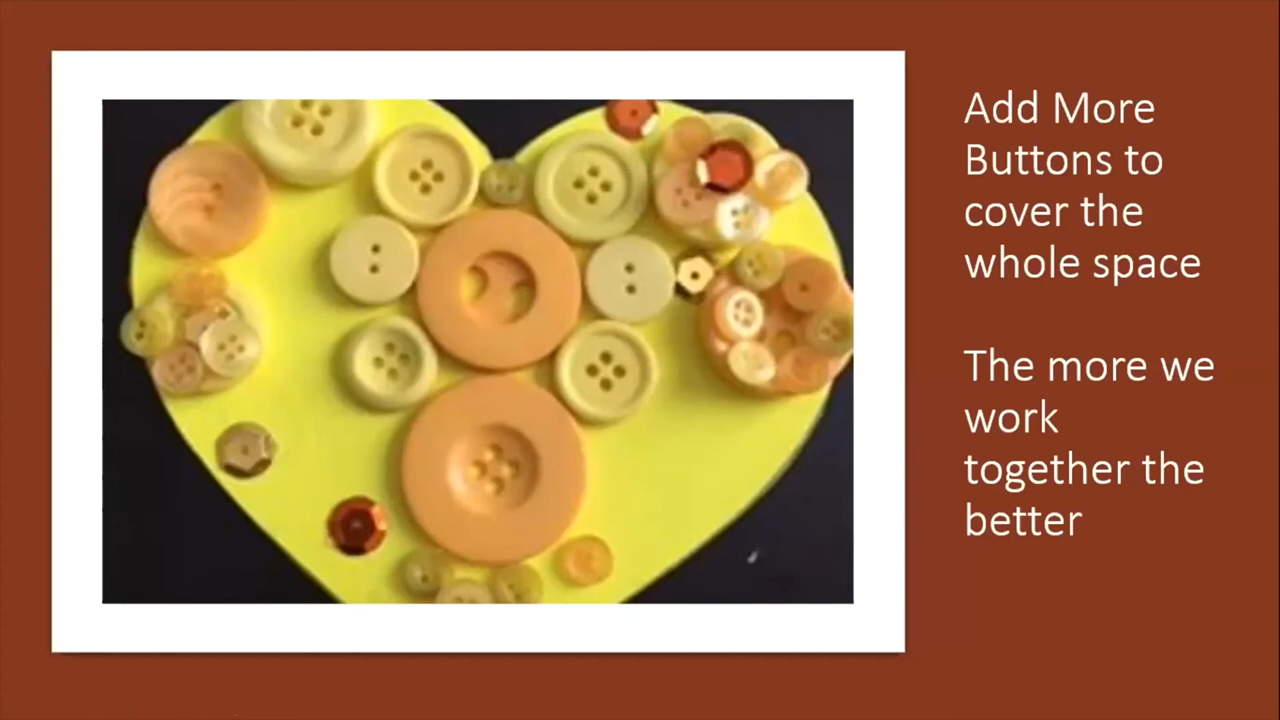 Add More
Buttons to
cover the
whole space
The more we
work
together the
better